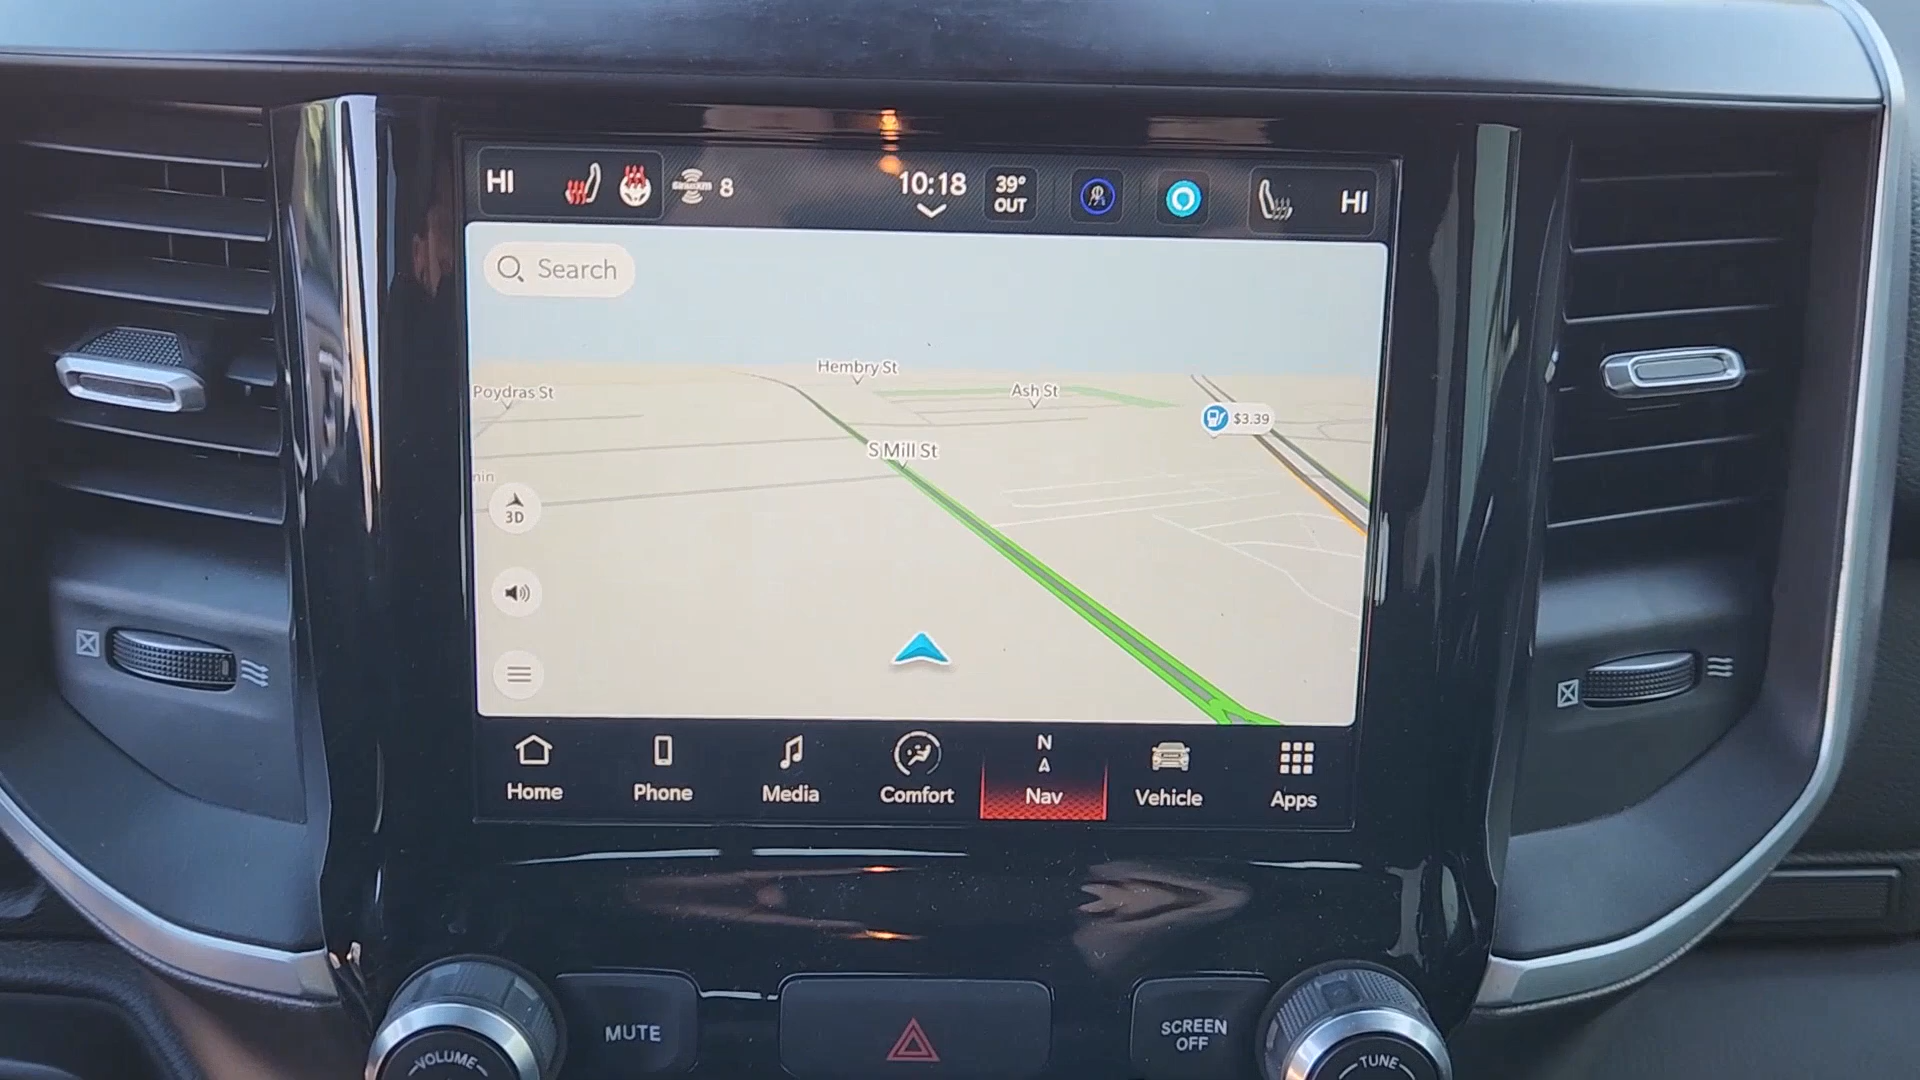 HI
SiriusXM 8
10:18
39°
OUT
HI
Search
Hembry St
Poydras St
Ash St
$3.39
S Mill St
3D
N
Home
Phone
Media
Comfort
Nav
Vehicle
Apps
VOLUME
MUTE
SCREEN
OFF
TUNE